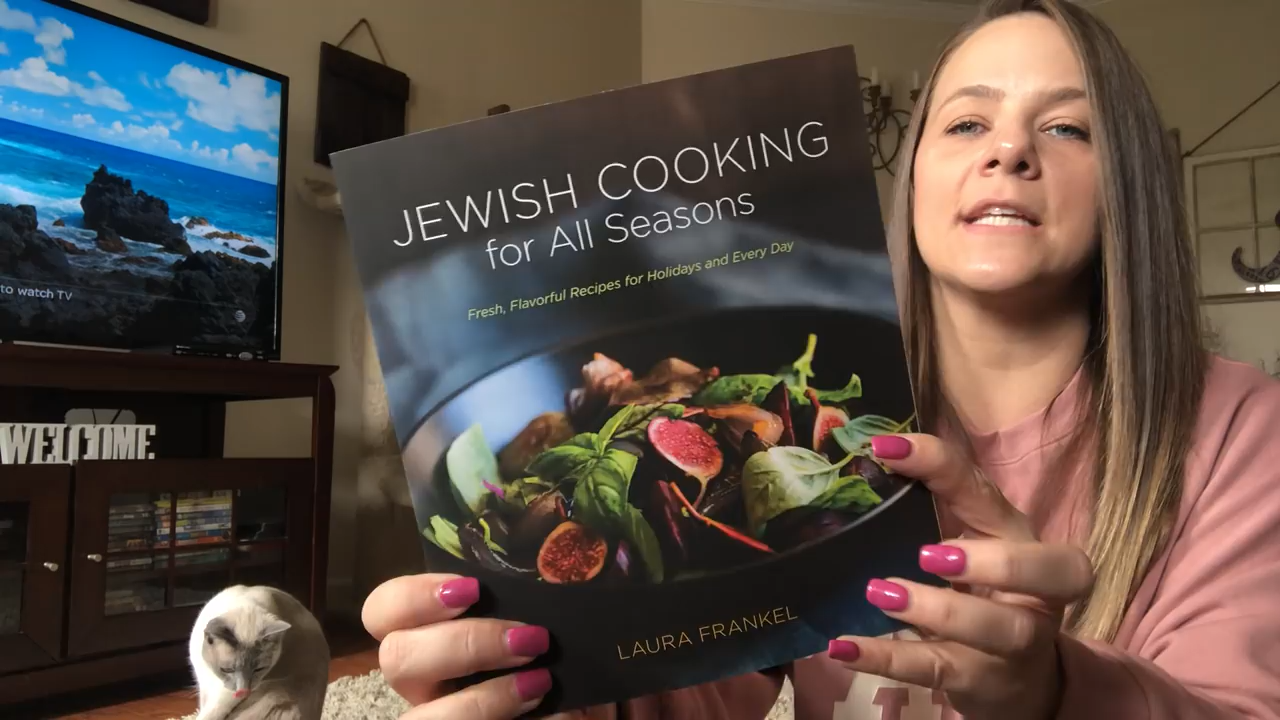 JEWISH COOKING
for All Seasons
Fresh, Flavorful Recipes for Holidays and Every Day
LAURA FRANKEL
to watch TV
WELCOME